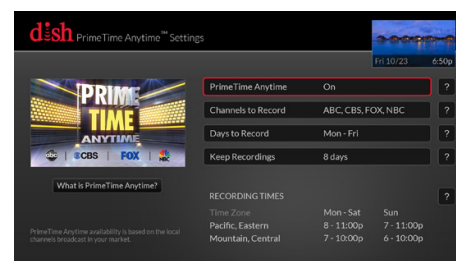 dish PrimeTime Anytime™ Settings
Fri 10/23 6:50p
PRIME
TIME
ANYTIME
abc CBS FOX NBC
What is PrimeTime Anytime?
PrimeTime Anytime availability is based on the local
channels broadcast in your market.
PrimeTime Anytime On ?
Channels to Record ABC, CBS, FOX, NBC ?
Days to Record Mon - Fri ?
Keep Recordings 8 days ?
RECORDING TIMES ?
Time Zone Mon - Sat Sun
Pacific, Eastern 8 - 11:00p 7 - 11:00p
Mountain, Central 7 - 10:00p 6 - 10:00p